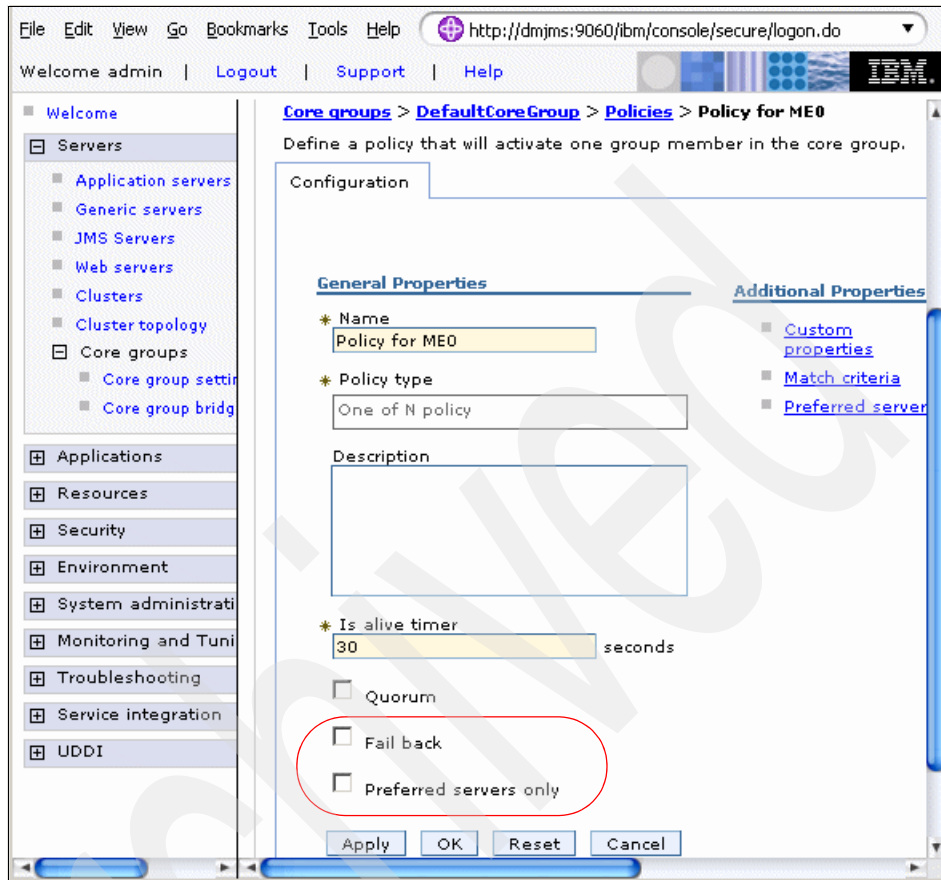 File Edit View Go Bookmarks Tools Help http://dmjms:9060/ibm/console/secure/logon.do
Welcome admin | Logout | Support | Help IBM.
Welcome
Servers
Application servers
Generic servers
JMS Servers
Web servers
Clusters
Cluster topology
Core groups
Core group settin
Core group bridg
Applications
Resources
Security
Environment
System administrati
Monitoring and Tuni
Troubleshooting
Service integration
UDDI
Core groups > DefaultCoreGroup > Policies > Policy for ME0
Define a policy that will activate one group member in the core group.
Configuration
General Properties
Name
Policy for ME0
Policy type
One of N policy
Description
Is alive timer
30 seconds
Quorum
Fail back
Preferred servers only
Apply OK Reset Cancel
Additional Properties
Custom
properties
Match criteria
Preferred server